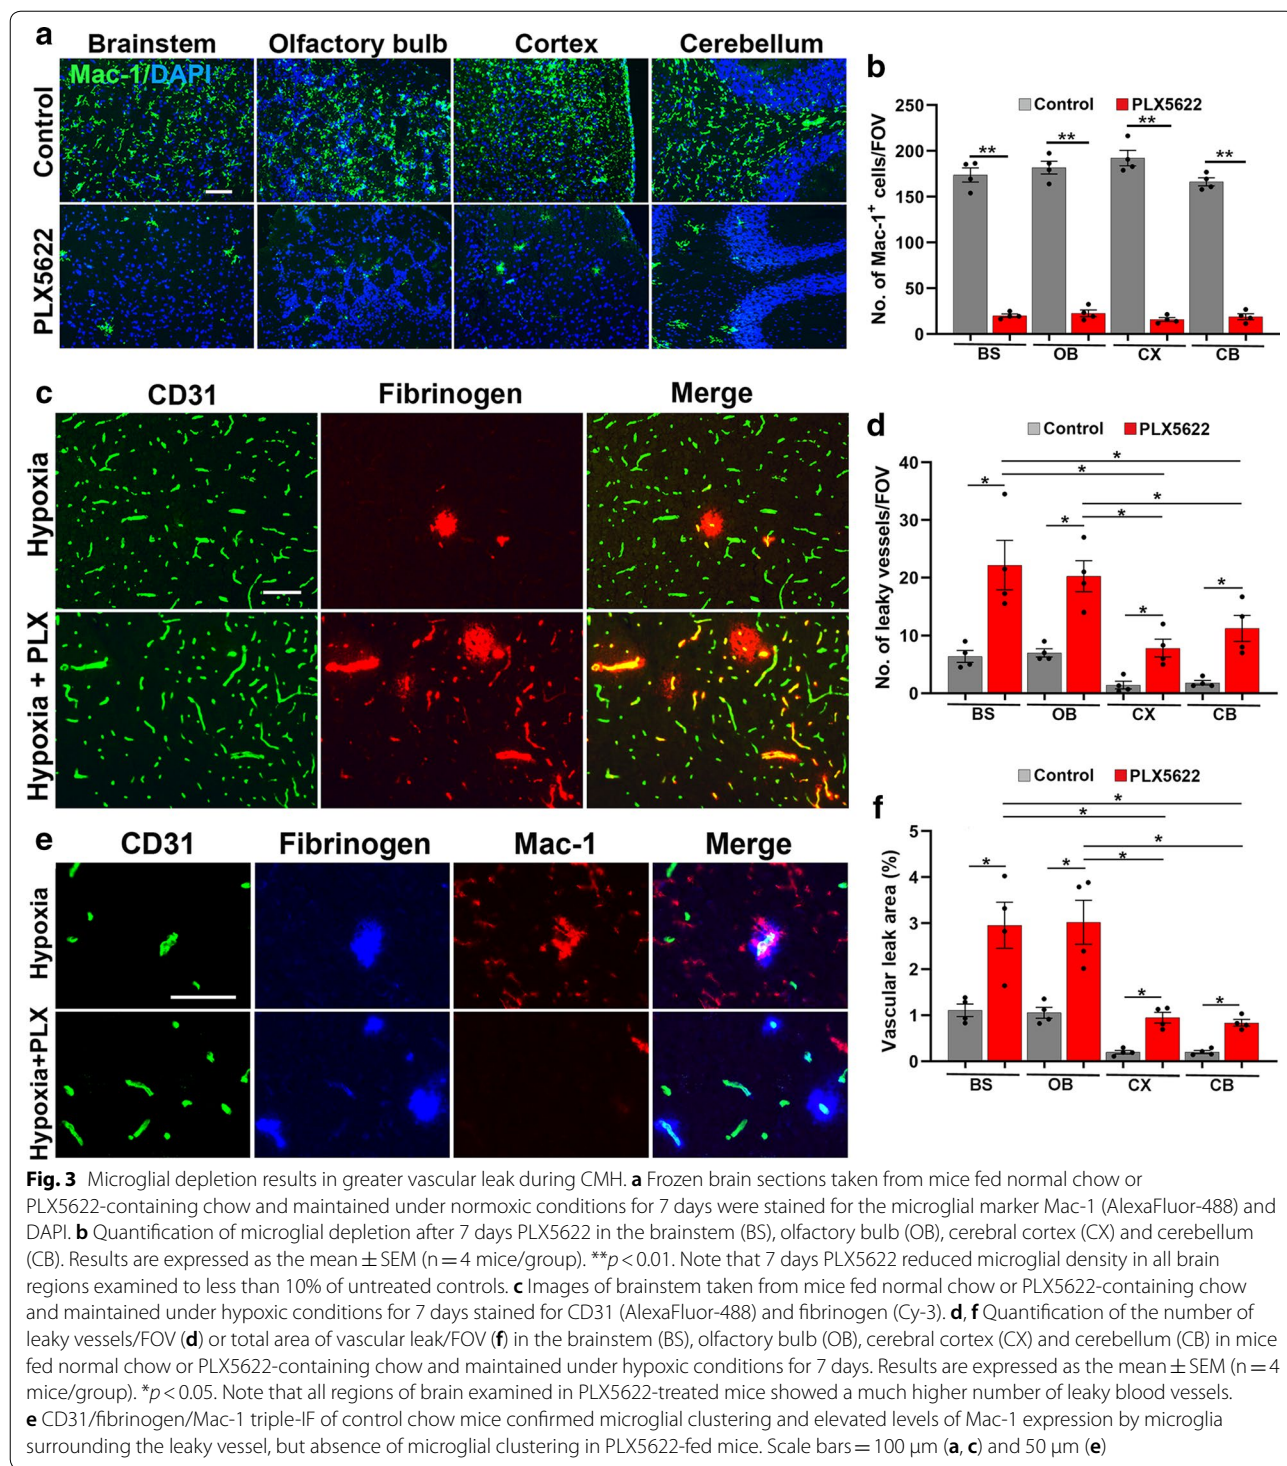 a
Brainstem Olfactory bulb Cortex Cerebellum
Mac-1/DAPI
Control
PLX5622
b
Control PLX5622
No. of Mac-1+ cells/FOV
250
200
150
100
50
0
** ** ** **
BS OB CX CB
c
CD31 Fibrinogen Merge
Hypoxia
Hypoxia + PLX
d
Control PLX5622
No. of leaky vessels/FOV
40
30
20
10
0
* * * * * * * *
BS OB CX CB
e
CD31 Fibrinogen Mac-1 Merge
Hypoxia
Hypoxia+PLX
f
Control PLX5622
Vascular leak area (%)
5
4
3
2
1
0
* * * * * * * *
BS OB CX CB
Fig. 3 Microglial depletion results in greater vascular leak during CMH. a Frozen brain sections taken from mice fed normal chow or
PLX5622-containing chow and maintained under normoxic conditions for 7 days were stained for the microglial marker Mac-1 (AlexaFluor-488) and
DAPI. b Quantification of microglial depletion after 7 days PLX5622 in the brainstem (BS), olfactory bulb (OB), cerebral cortex (CX) and cerebellum
(CB). Results are expressed as the mean ± SEM (n = 4 mice/group). **p < 0.01. Note that 7 days PLX5622 reduced microglial density in all brain
regions examined to less than 10% of untreated controls. c Images of brainstem taken from mice fed normal chow or PLX5622-containing chow
and maintained under hypoxic conditions for 7 days stained for CD31 (AlexaFluor-488) and fibrinogen (Cy-3). d, f Quantification of the number of
leaky vessels/FOV (d) or total area of vascular leak/FOV (f) in the brainstem (BS), olfactory bulb (OB), cerebral cortex (CX) and cerebellum (CB) in mice
fed normal chow or PLX5622-containing chow and maintained under hypoxic conditions for 7 days. Results are expressed as the mean ± SEM (n = 4
mice/group). *p < 0.05. Note that all regions of brain examined in PLX5622-treated mice showed a much higher number of leaky blood vessels.
e CD31/fibrinogen/Mac-1 triple-IF of control chow mice confirmed microglial clustering and elevated levels of Mac-1 expression by microglia
surrounding the leaky vessel, but absence of microglial clustering in PLX5622-fed mice. Scale bars = 100 μm (a, c) and 50 μm (e)